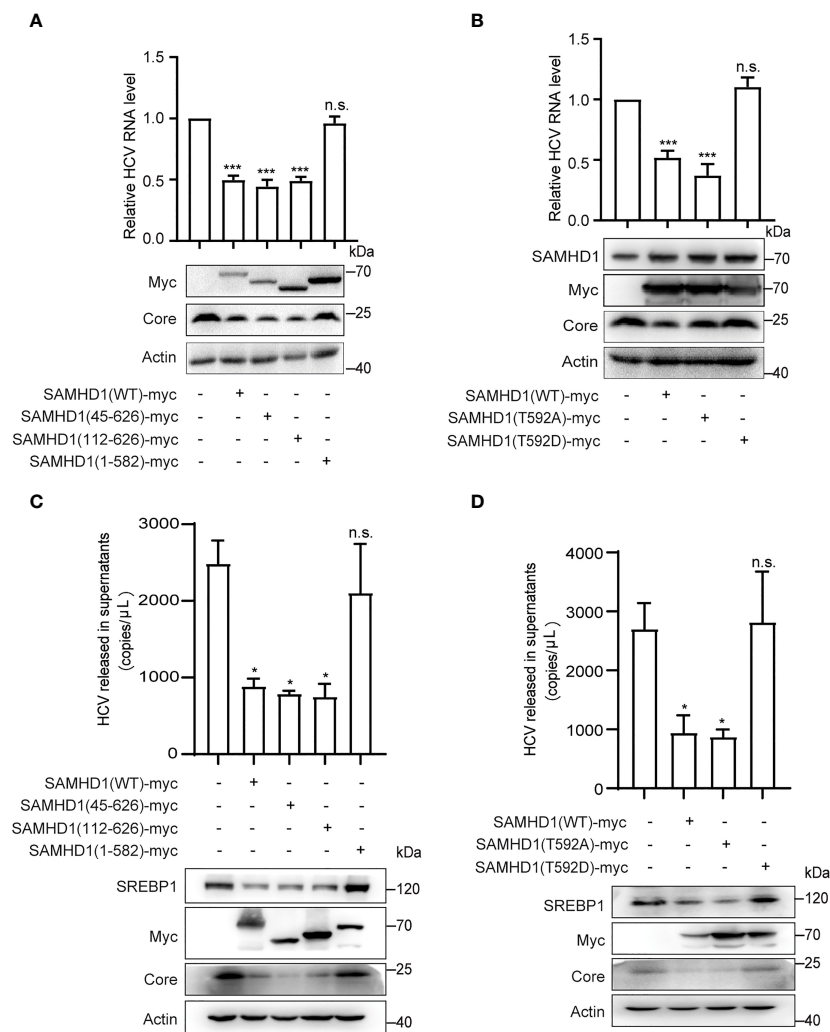 A
Relative HCV RNA level
1.5
1.0
0.5
0.0
*** *** *** n.s.
kDa
Myc –70
Core –25
Actin –40
SAMHD1(WT)-myc - + - - -
SAMHD1(45-626)-myc - - + - -
SAMHD1(112-626)-myc - - - + -
SAMHD1(1-582)-myc - - - - +
B
Relative HCV RNA level
1.5
1.0
0.5
0.0
*** *** n.s.
kDa
SAMHD1 –70
Myc –70
Core –25
Actin –40
SAMHD1(WT)-myc - + - -
SAMHD1(T592A)-myc - - + -
SAMHD1(T592D)-myc - - - +
C
HCV released in supernatants
(copies/μL)
3000
2000
1000
0
* * * n.s.
SAMHD1(WT)-myc - + - - -
SAMHD1(45-626)-myc - - + - -
SAMHD1(112-626)-myc - - - + -
SAMHD1(1-582)-myc - - - - +
kDa
SREBP1 –120
Myc –70
Core –25
Actin –40
D
HCV released in supernatants
(copies/μL)
4000
3000
2000
1000
0
* * n.s.
SAMHD1(WT)-myc - + - -
SAMHD1(T592A)-myc - - + -
SAMHD1(T592D)-myc - - - +
kDa
SREBP1 –120
Myc –70
Core –25
Actin –40